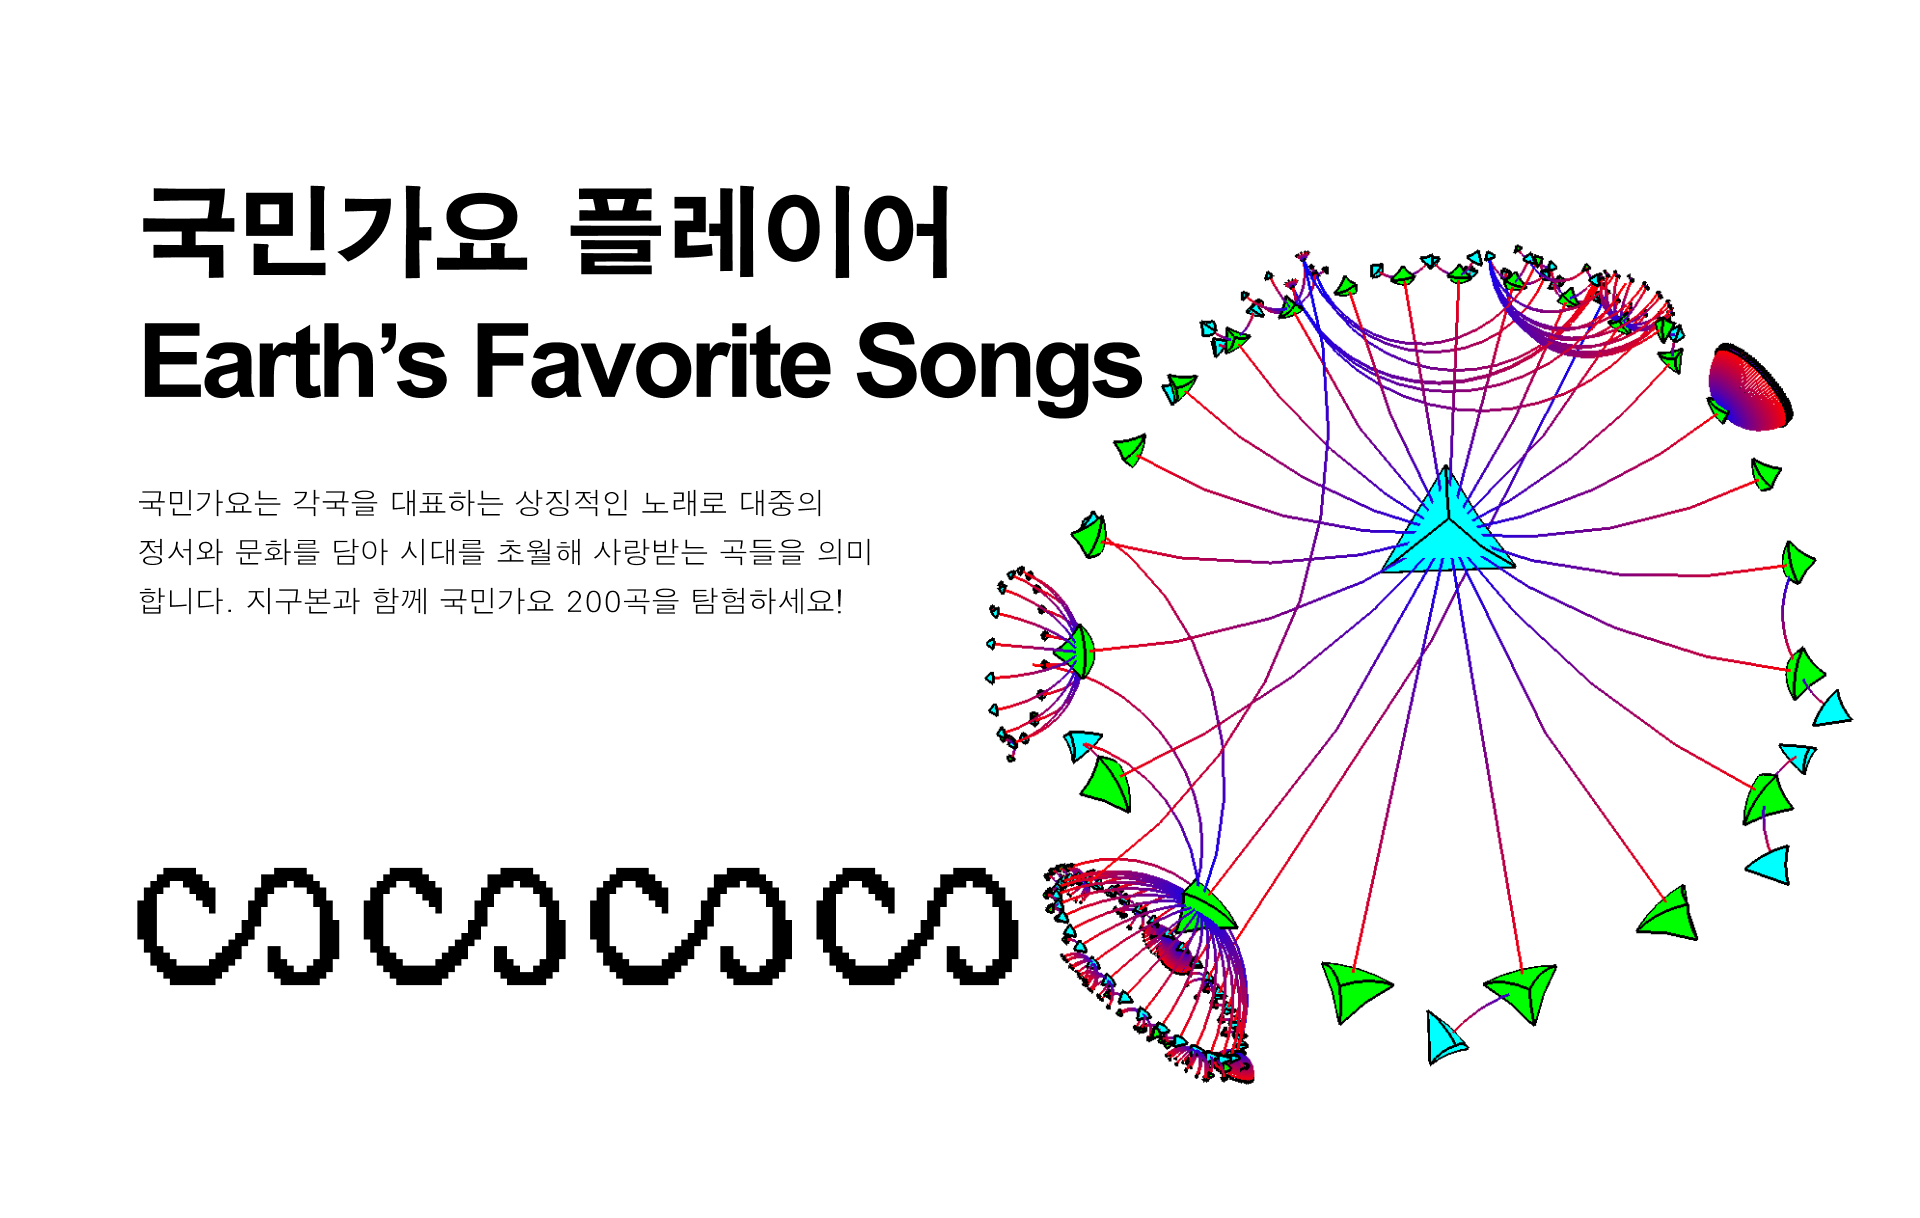 국민가요 플레이어
Earth’s Favorite Songs
국민가요는 각국을 대표하는 상징적인 노래로 대중의
정서와 문화를 담아 시대를 초월해 사랑받는 곡들을 의미
합니다. 지구본과 함께 국민가요 200곡을 탐험하세요!